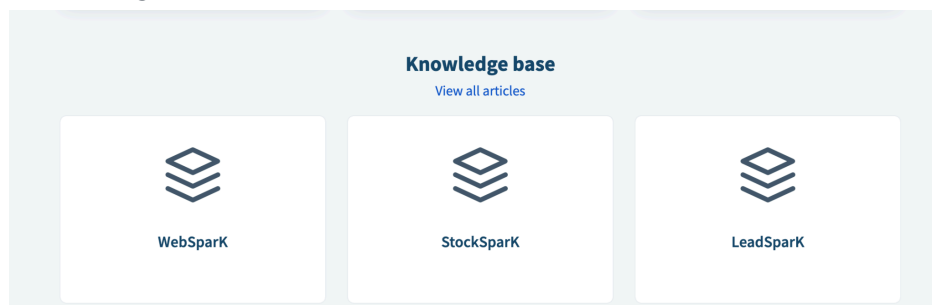 Knowledge base
View all articles
WebSparK
StockSparK
LeadSparK